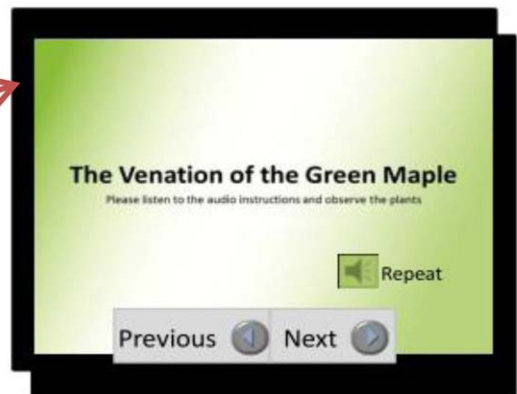 The Venation of the Green Maple
Please listen to the audio instructions and observe the plants
Repeat
Previous Next